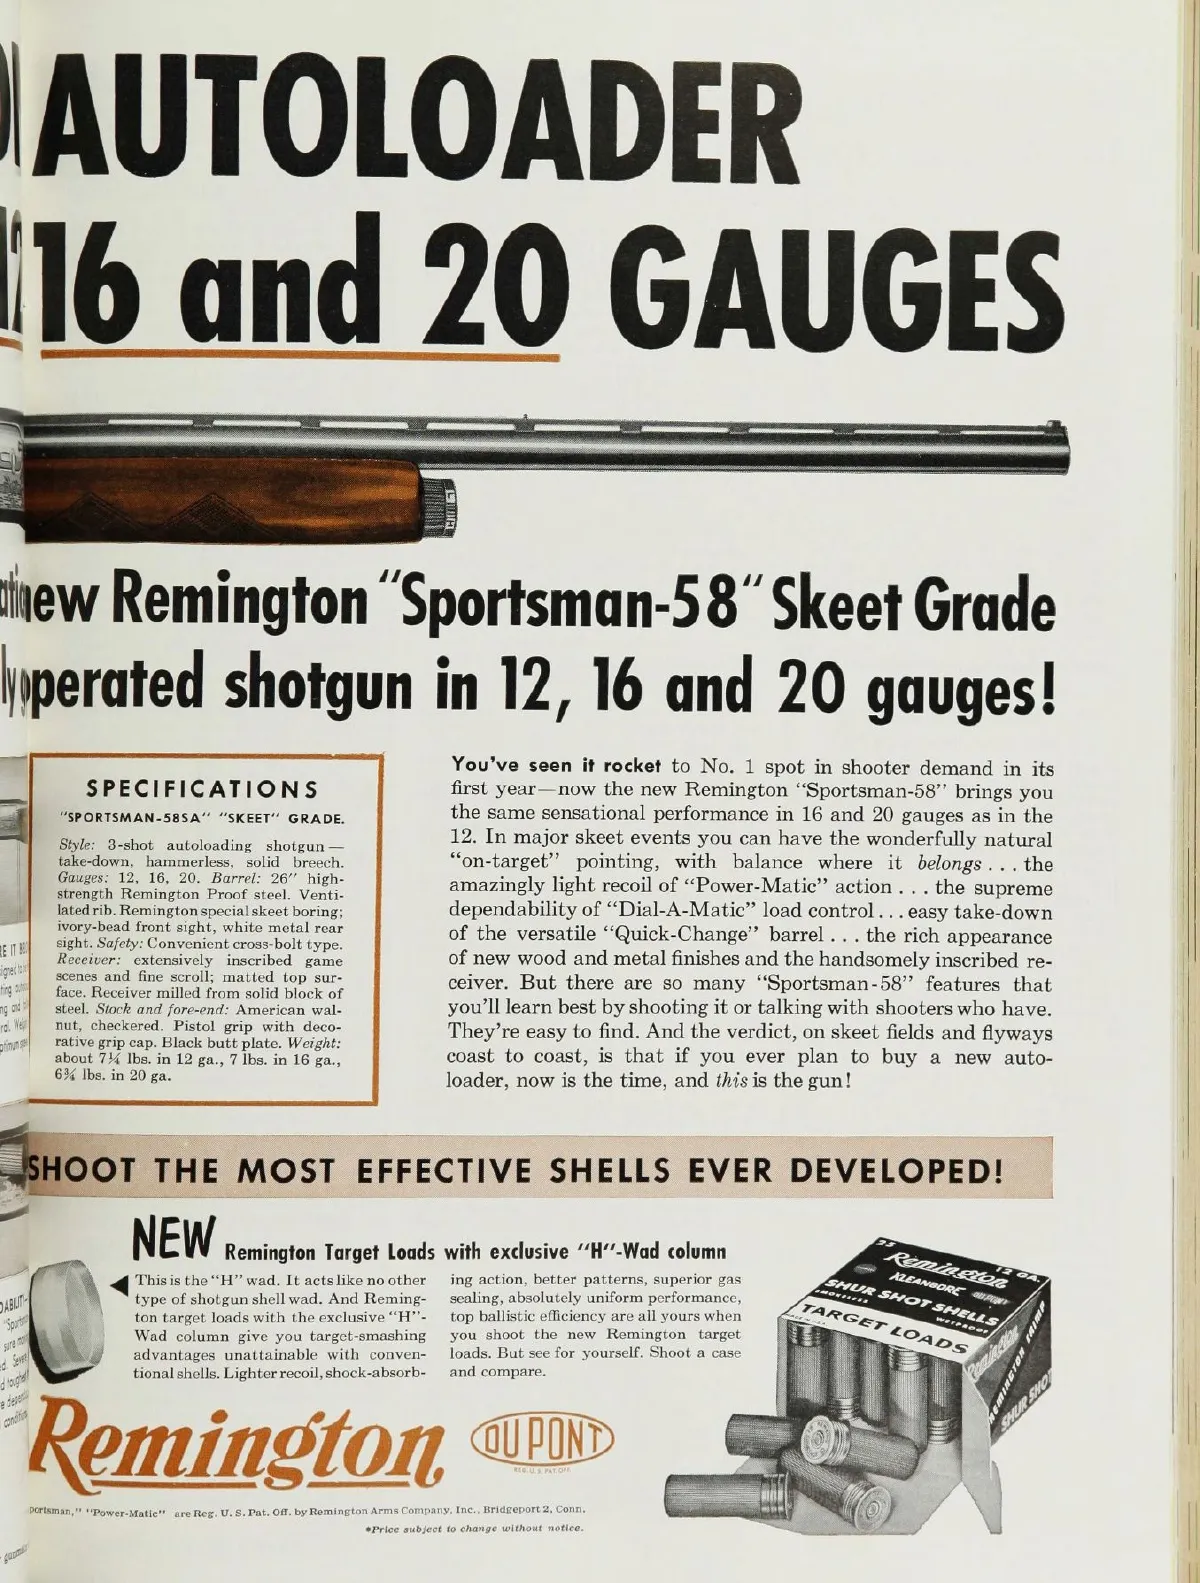 AUTOLOADER
16 and 20 GAUGES
new Remington "Sportsman-58" Skeet Grade
operated shotgun in 12, 16 and 20 gauges!
SPECIFICATIONS
"SPORTSMAN-58SA" "SKEET" GRADE.
Style: 3-shot autoloading shotgun—
take-down, hammerless, solid breech.
Gauges: 12, 16, 20. Barrel: 26" high-
strength Remington Proof steel. Venti-
lated rib. Remington special skeet boring;
ivory-bead front sight, white metal rear
sight. Safety: Convenient cross-bolt type.
Receiver: extensively inscribed game
scenes and fine scroll; matted top sur-
face. Receiver milled from solid block of
steel. Stock and fore-end: American wal-
nut, checkered. Pistol grip with deco-
rative grip cap. Black butt plate. Weight:
about 7¼ lbs. in 12 ga., 7 lbs. in 16 ga.,
6¾ lbs. in 20 ga.
You've seen it rocket to No. 1 spot in shooter demand in its
first year—now the new Remington "Sportsman-58" brings you
the same sensational performance in 16 and 20 gauges as in the
12. In major skeet events you can have the wonderfully natural
"on-target" pointing, with balance where it belongs . . . the
amazingly light recoil of "Power-Matic" action . . . the supreme
dependability of "Dial-A-Matic" load control . . . easy take-down
of the versatile "Quick-Change" barrel . . . the rich appearance
of new wood and metal finishes and the handsomely inscribed re-
ceiver. But there are so many "Sportsman-58" features that
you'll learn best by shooting it or talking with shooters who have.
They're easy to find. And the verdict, on skeet fields and flyways
coast to coast, is that if you ever plan to buy a new auto-
loader, now is the time, and this is the gun!
SHOOT THE MOST EFFECTIVE SHELLS EVER DEVELOPED!
NEW Remington Target Loads with exclusive "H"-Wad column
This is the "H" wad. It acts like no other
type of shotgun shell wad. And Reming-
ton target loads with the exclusive "H"-
Wad column give you target-smashing
advantages unattainable with conven-
tional shells. Lighter recoil, shock-absorb-
ing action, better patterns, superior gas
sealing, absolutely uniform performance,
top ballistic efficiency are all yours when
you shoot the new Remington target
loads. But see for yourself. Shoot a case
and compare.
25 12 GA.
Remington
KLEANBORE DUPONT
SHUR SHOT SHELLS
SMOKELESS WETPROOF
TARGET LOADS
Remington
REMINGTON
SHUR SHOT
Remington
DU PONT
REG. U. S. PAT. OFF.
"Power-Matic" are Reg. U. S. Pat. Off. by Remington Arms Company, Inc., Bridgeport 2, Conn.
*Price subject to change without notice.